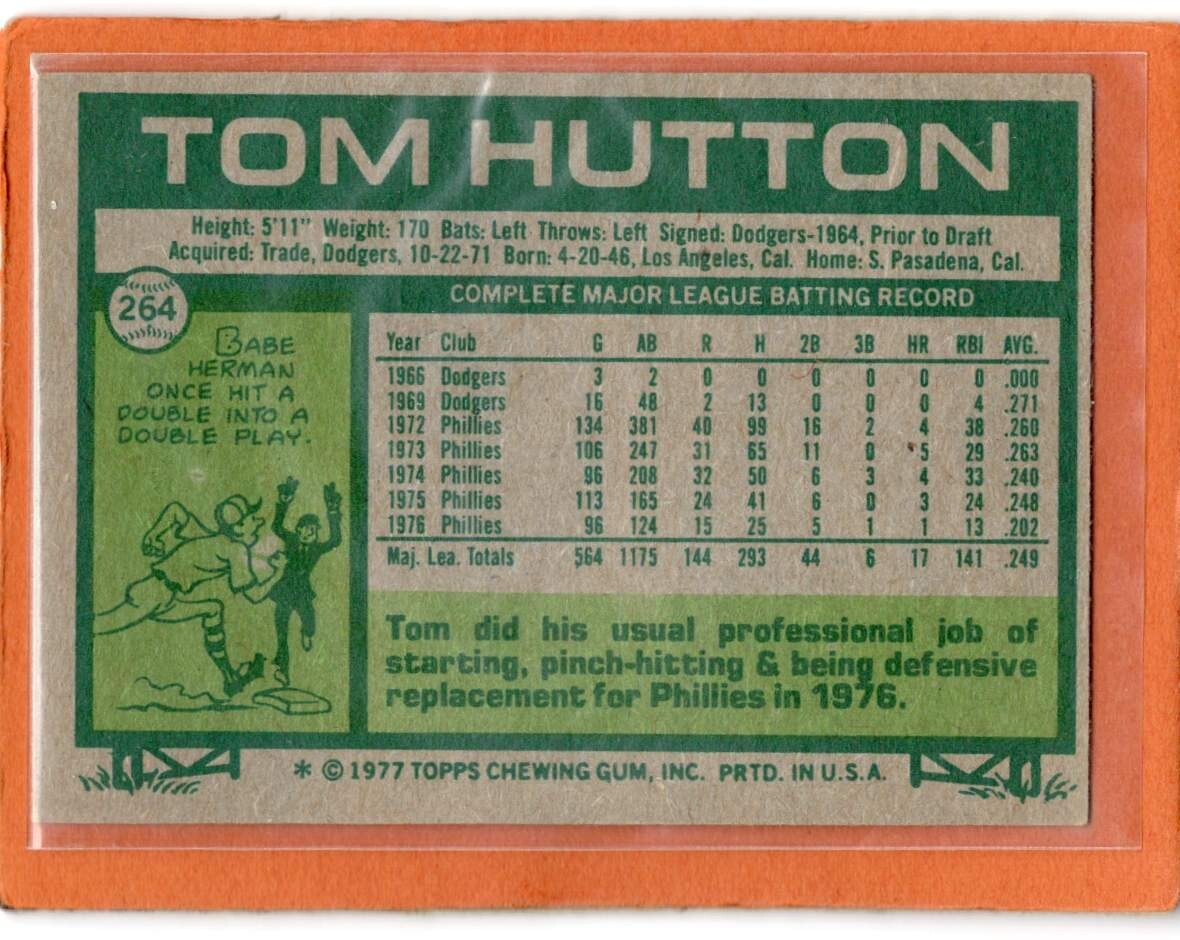 TOM HUTTON
Height: 5'11" Weight: 170 Bats: Left Throws: Left Signed: Dodgers-1964, Prior to Draft
Acquired: Trade, Dodgers, 10-22-71 Born: 4-20-46, Los Angeles, Cal. Home: S. Pasadena, Cal.
264
BABE
HERMAN
ONCE HIT A
DOUBLE INTO A
DOUBLE PLAY.
COMPLETE MAJOR LEAGUE BATTING RECORD
Year Club G AB R H 2B 3B HR RBI AVG.
1966 Dodgers 3 2 0 0 0 0 0 0 .000
1969 Dodgers 16 48 2 13 0 0 0 4 .271
1972 Phillies 134 381 40 99 16 2 4 38 .260
1973 Phillies 106 247 31 65 11 0 5 29 .263
1974 Phillies 96 208 32 50 6 3 4 33 .240
1975 Phillies 113 165 24 41 6 0 3 24 .248
1976 Phillies 96 124 15 25 5 1 1 13 .202
Maj. Lea. Totals 564 1175 144 293 44 6 17 141 .249
Tom did his usual professional job of
starting, pinch-hitting & being defensive
replacement for Phillies in 1976.
* © 1977 TOPPS CHEWING GUM, INC. PRTD. IN U.S.A.